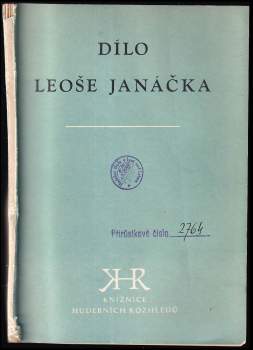 DÍLO
LEOŠE JANÁČKA
Přírůstkové číslo 2764
KHR
KNIŽNICE
HUDEBNÍCH ROZHLEDŮ